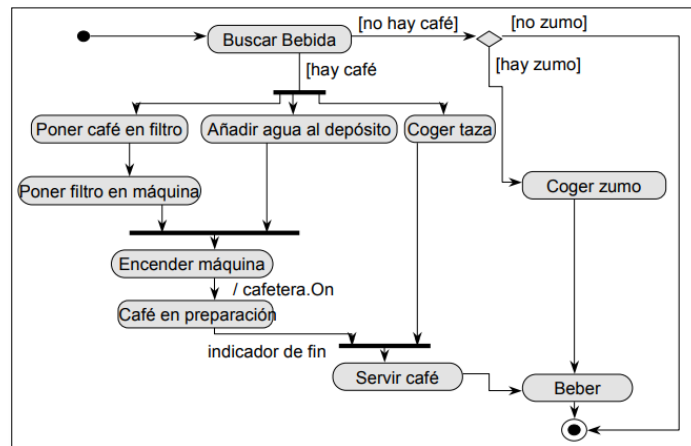 [no hay café]
[no zumo]
Buscar Bebida
[hay café
[hay zumo]
Poner café en filtro
Añadir agua al depósito
Coger taza
Poner filtro en máquina
Coger zumo
Encender máquina
/ cafetera.On
Café en preparación
indicador de fin
Servir café
Beber